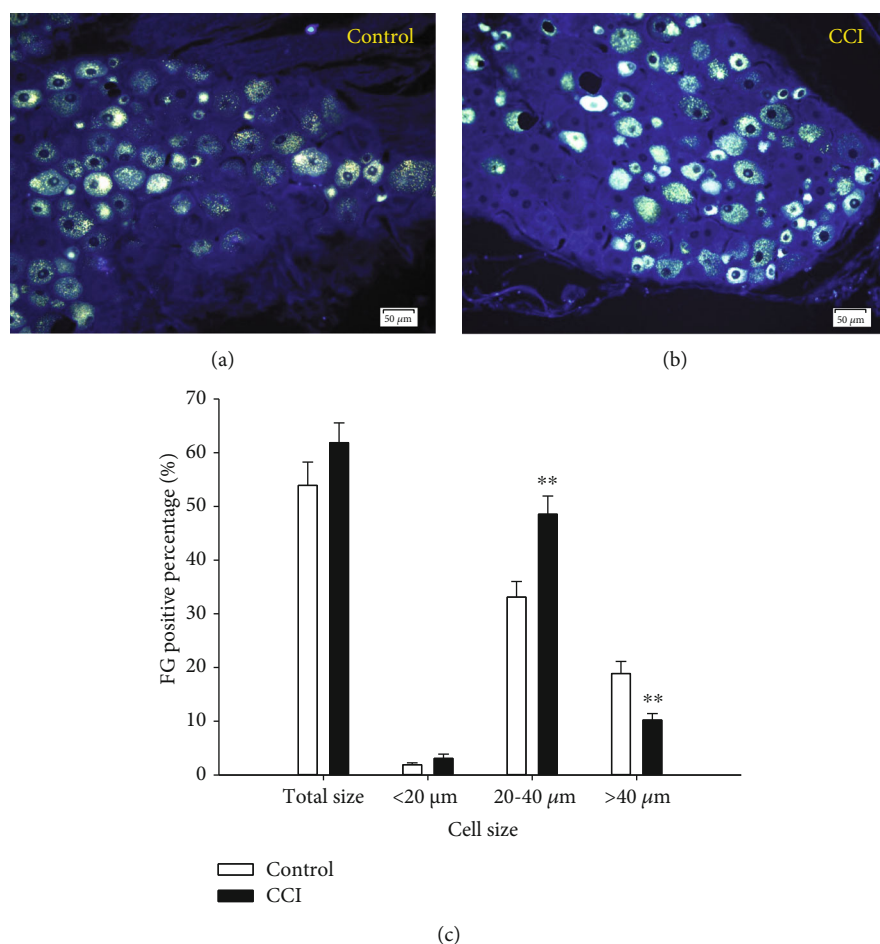 Control
CCI
50 μm
50 μm
(a)
(b)
70
60
50
40
30
20
10
0
FG positive percentage (%)
**
**
Total size
<20 μm
20-40 μm
>40 μm
Cell size
Control
CCI
(c)